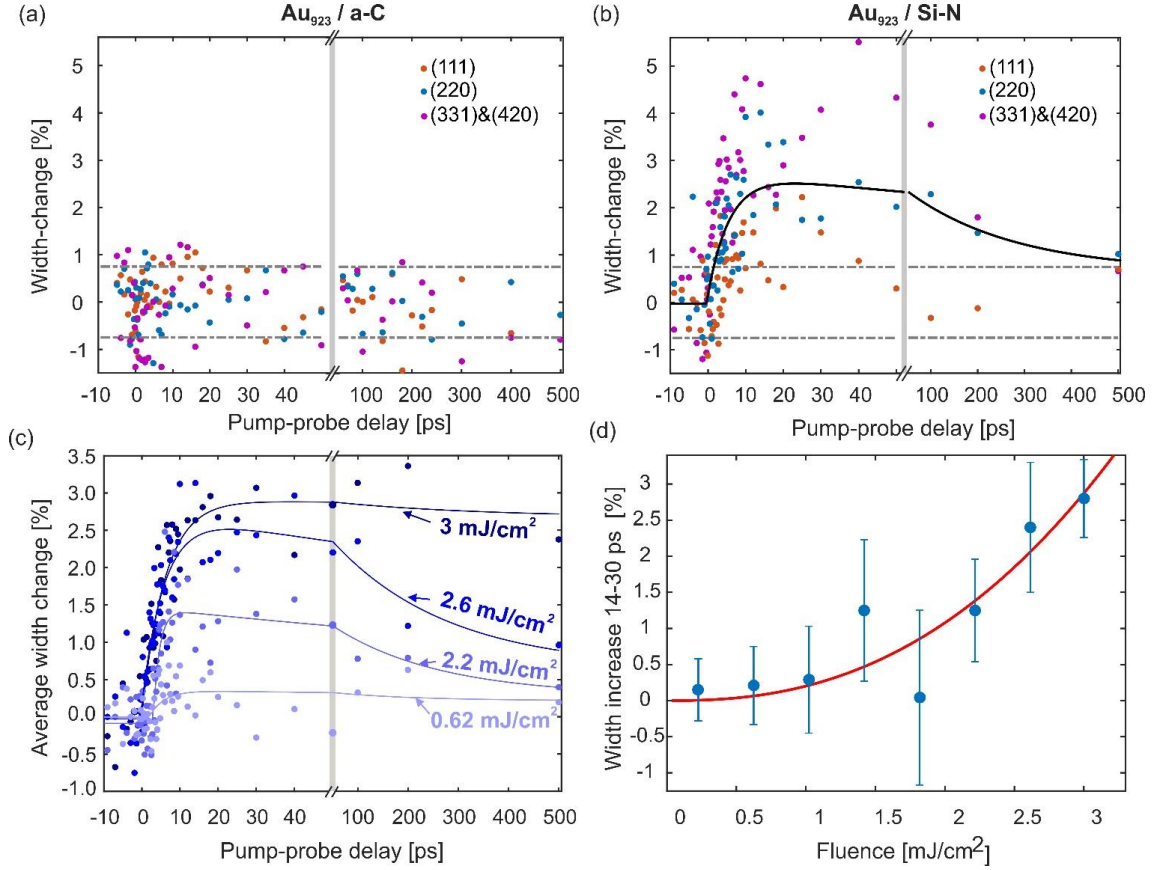 (a)
Au₉₂₃ / a-C
Width-change [%]
5
4
3
2
1
0
-1
(111)
(220)
(331)&(420)
-10 0 10 20 30 40 100 200 300 400 500
Pump-probe delay [ps]
(b)
Au₉₂₃ / Si-N
Width-change [%]
5
4
3
2
1
0
-1
(111)
(220)
(331)&(420)
-10 0 10 20 30 40 100 200 300 400 500
Pump-probe delay [ps]
(c)
Average width change [%]
3.5
3.0
2.5
2.0
1.5
1.0
0.5
0.0
-0.5
-1.0
3 mJ/cm²
2.6 mJ/cm²
2.2 mJ/cm²
0.62 mJ/cm²
-10 0 10 20 30 40 100 200 300 400 500
Pump-probe delay [ps]
(d)
Width increase 14-30 ps [%]
3
2.5
2
1.5
1
0.5
0
-0.5
-1
0 0.5 1 1.5 2 2.5 3
Fluence [mJ/cm²]